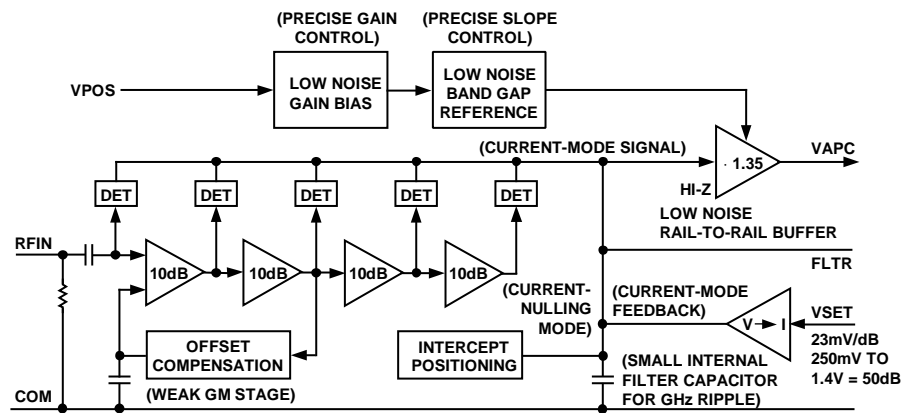 (PRECISE GAIN
CONTROL)
(PRECISE SLOPE
CONTROL)
VPOS
LOW NOISE
GAIN BIAS
LOW NOISE
BAND GAP
REFERENCE
(CURRENT-MODE SIGNAL)
· 1.35
VAPC
HI-Z
DET
DET
DET
DET
DET
LOW NOISE
RAIL-TO-RAIL BUFFER
RFIN
10dB
10dB
10dB
10dB
FLTR
(CURRENT-
NULLING
MODE)
(CURRENT-MODE
FEEDBACK)
V I
VSET
23mV/dB
250mV TO
1.4V = 50dB
OFFSET
COMPENSATION
INTERCEPT
POSITIONING
(WEAK GM STAGE)
(SMALL INTERNAL
FILTER CAPACITOR
FOR GHz RIPPLE)
COM